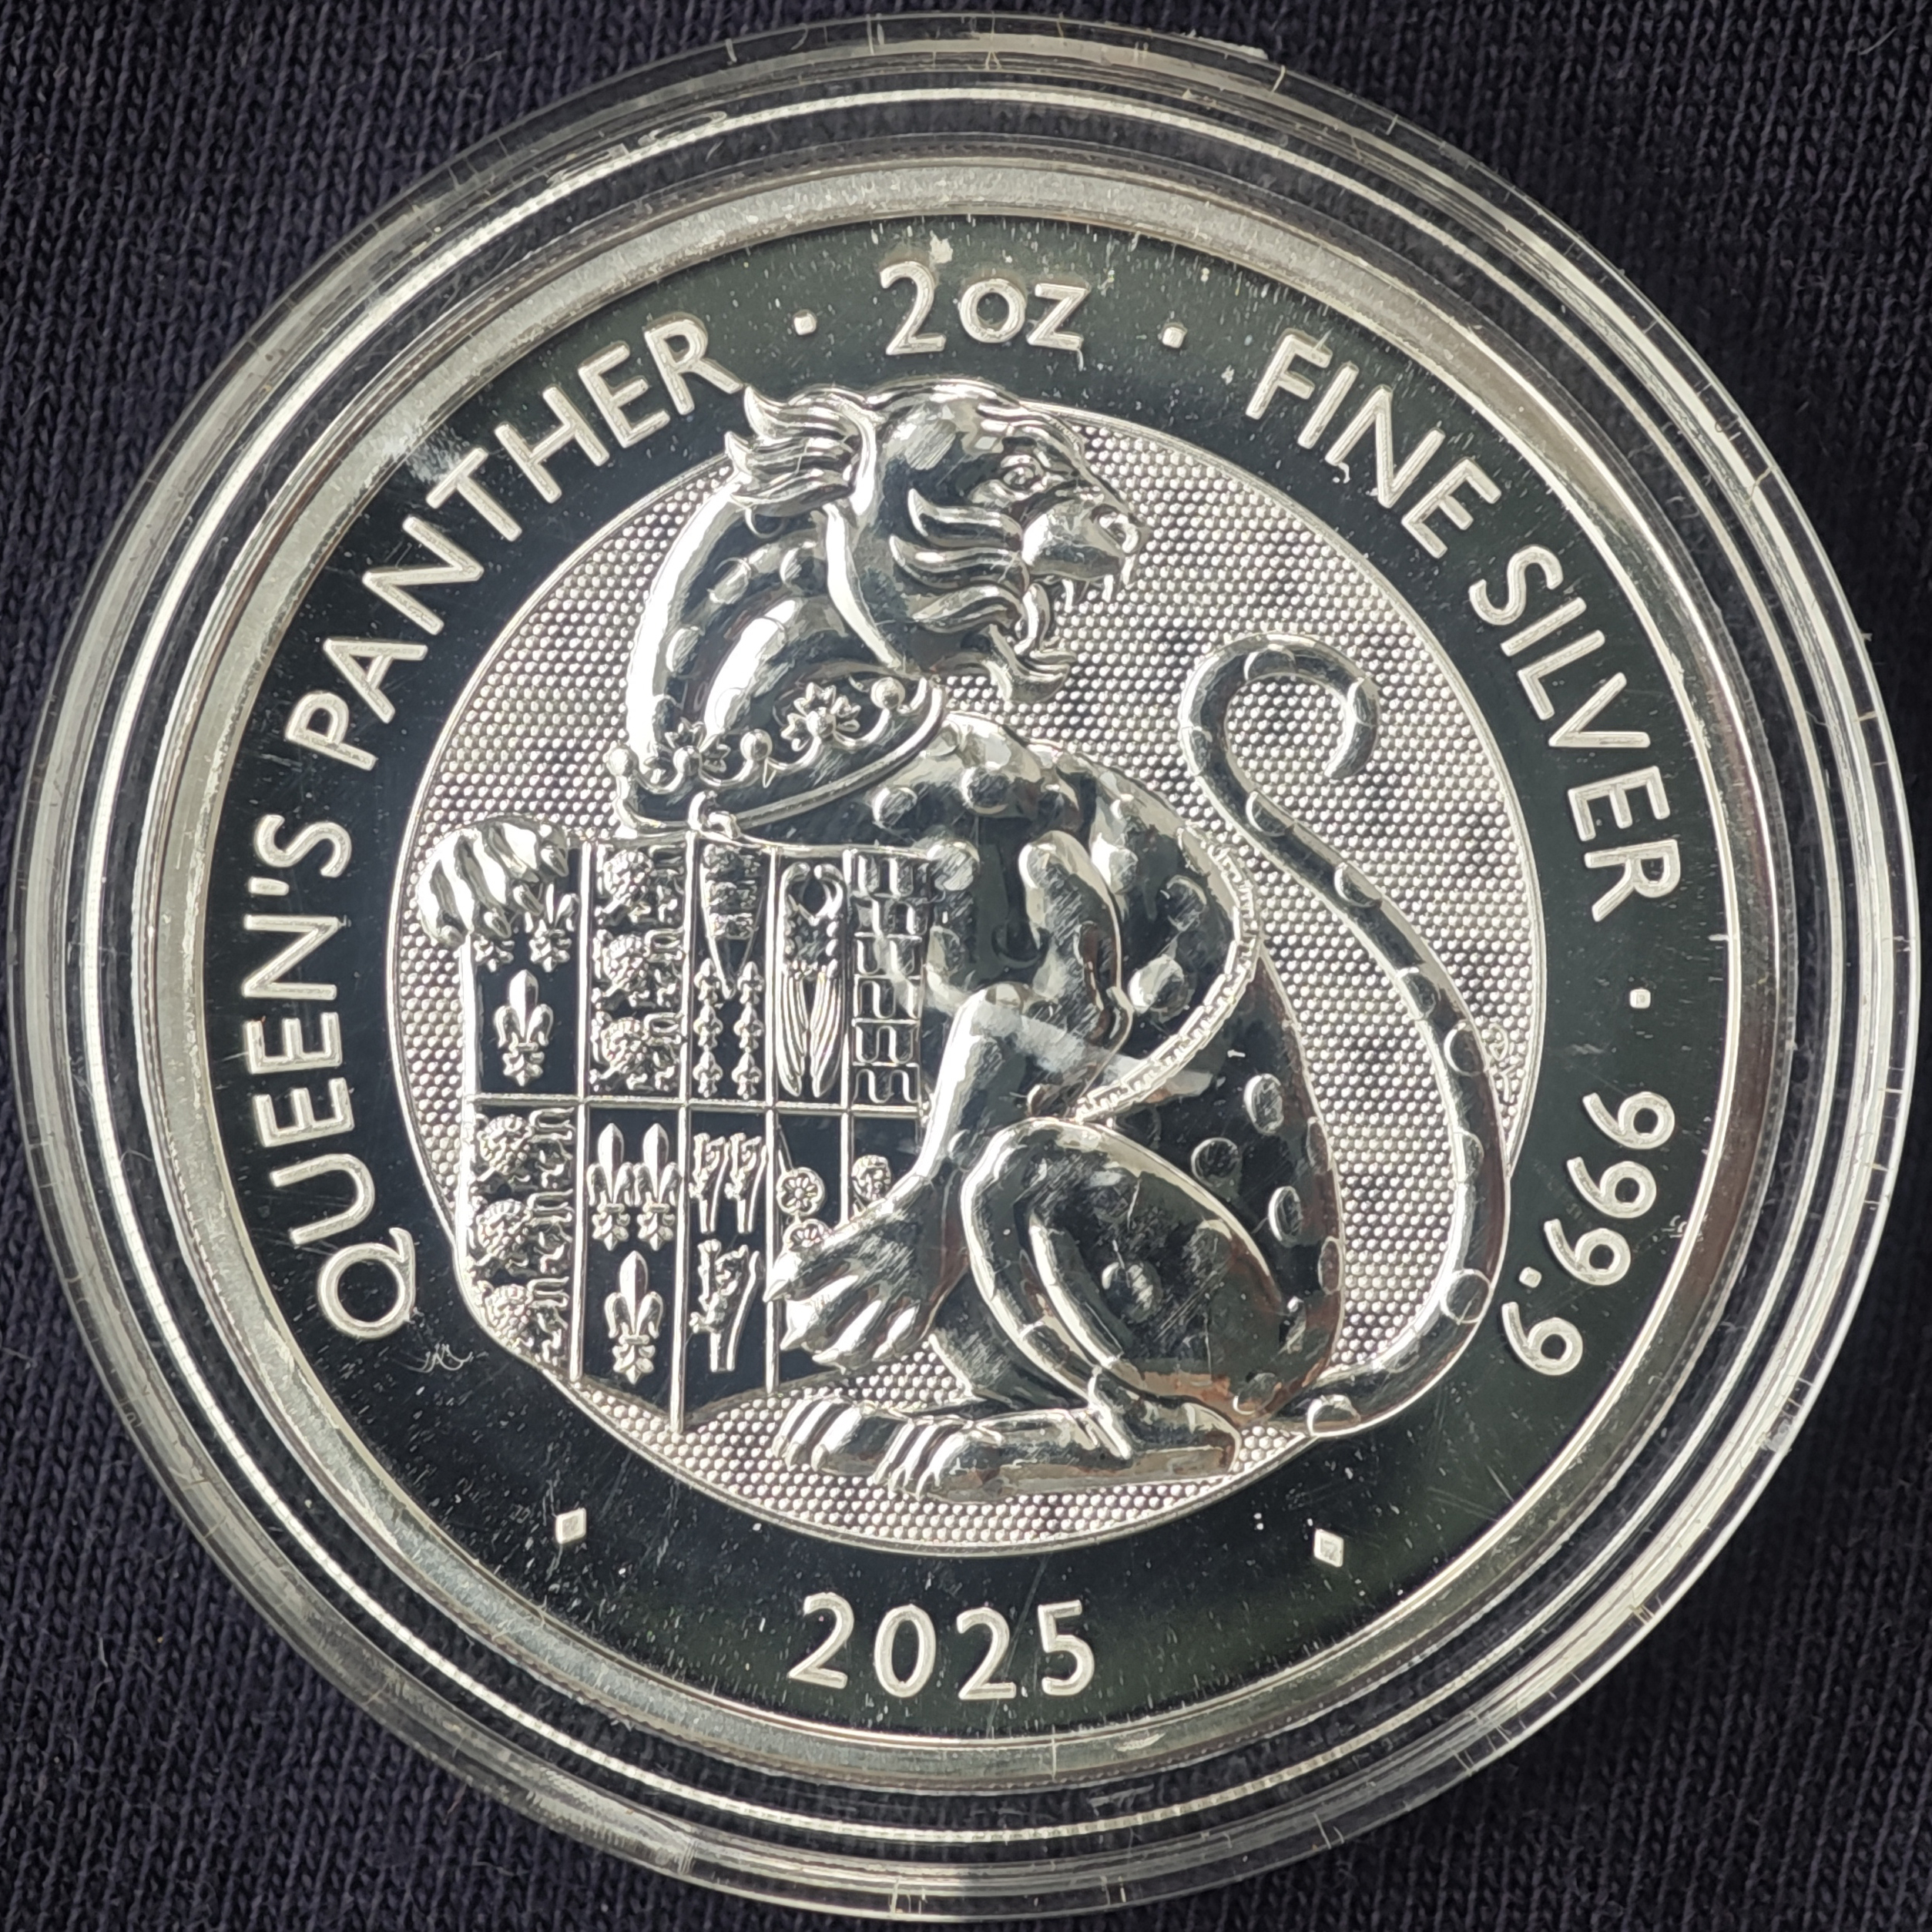 QUEEN'S PANTHER · 2OZ · FINE SILVER · 999.9
2025